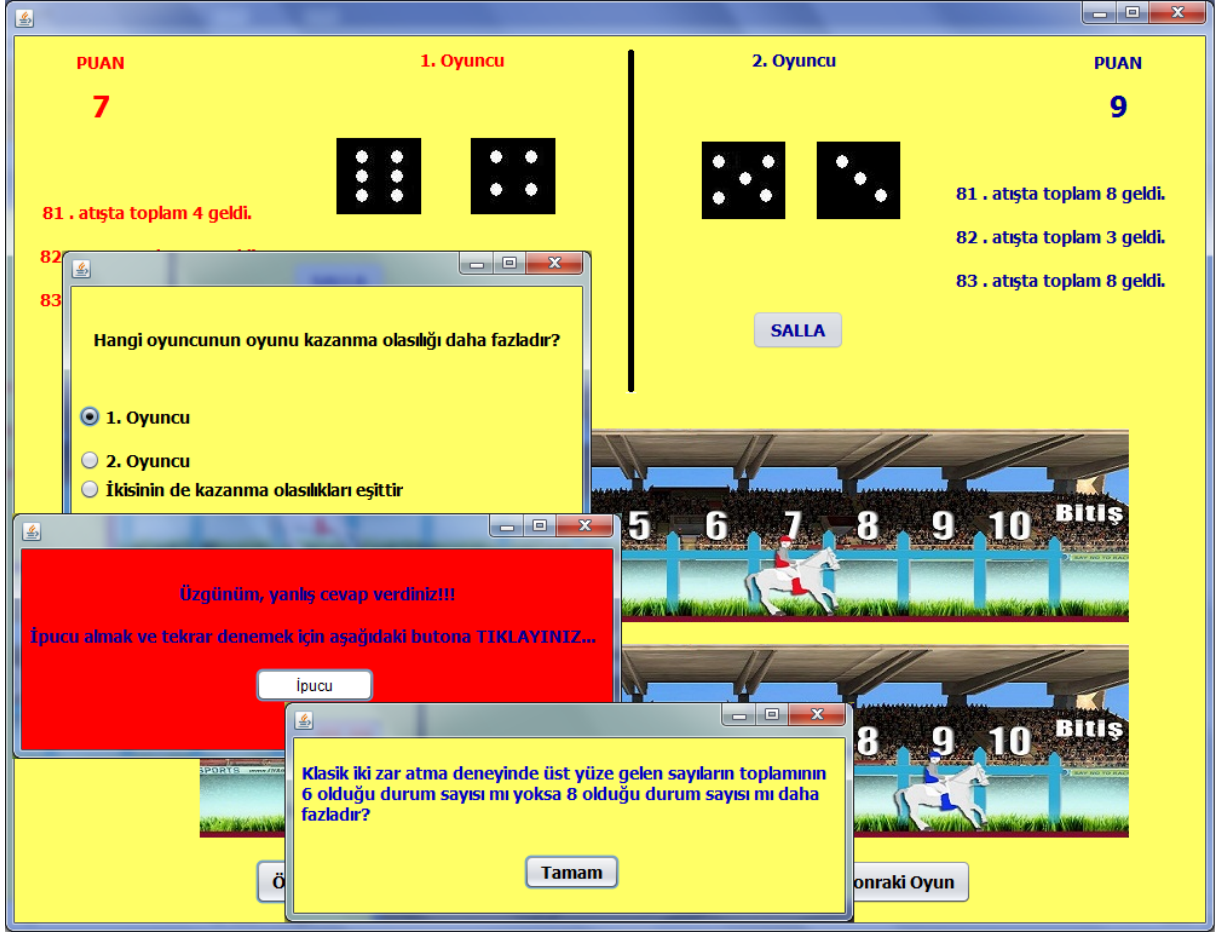 PUAN
7
1. Oyuncu
2. Oyuncu
PUAN
9
81 . atışta toplam 4 geldi.
82
83
81 . atışta toplam 8 geldi.
82 . atışta toplam 3 geldi.
83 . atışta toplam 8 geldi.
SALLA
Hangi oyuncunun oyunu kazanma olasılığı daha fazladır?
1. Oyuncu
2. Oyuncu
İkisinin de kazanma olasılıkları eşittir
5 6 7 8 9 10 Bitiş
Üzgünüm, yanlış cevap verdiniz!!!
İpucu almak ve tekrar denemek için aşağıdaki butona TIKLAYINIZ...
İpucu
8 9 10 Bitiş
SPORTS
Klasik iki zar atma deneyinde üst yüze gelen sayıların toplamının
6 olduğu durum sayısı mı yoksa 8 olduğu durum sayısı mı daha
fazladır?
Tamam
Ö
onraki Oyun